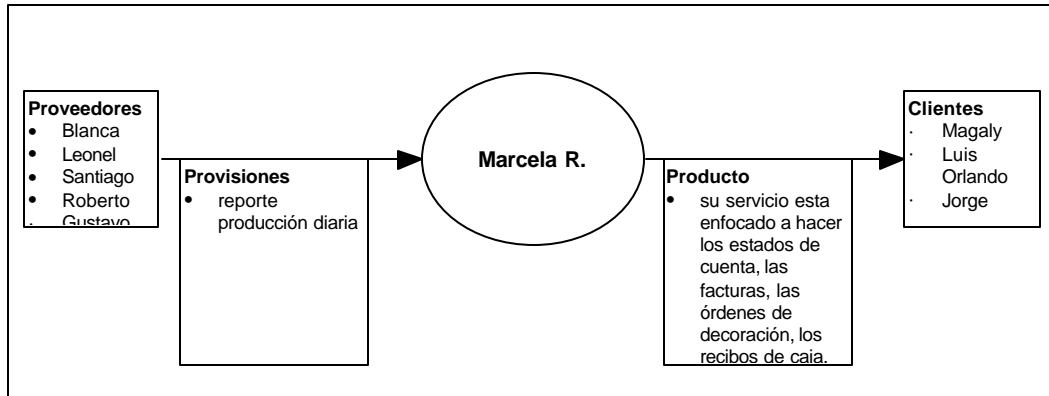 Proveedores
• Blanca
• Leonel
• Santiago
• Roberto
· Gustavo
Provisiones
• reporte
producción diaria
Marcela R.
Producto
• su servicio esta
enfocado a hacer
los estados de
cuenta, las
facturas, las
órdenes de
decoración, los
recibos de caja.
Clientes
· Magaly
· Luis
Orlando
· Jorge